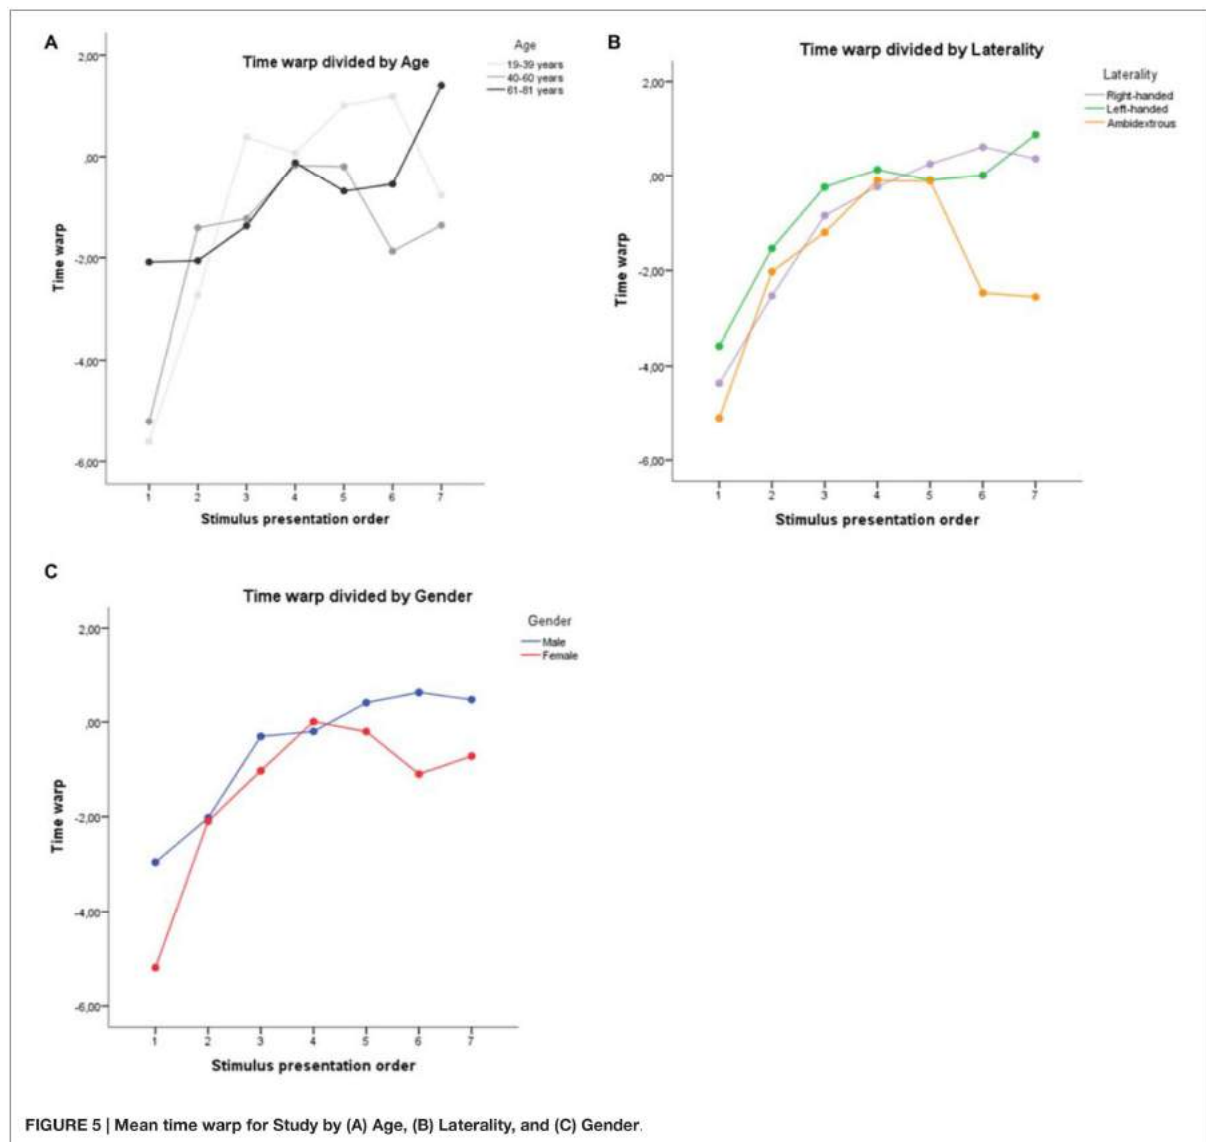 A
Time warp divided by Age
Age
19-39 years
40-60 years
61-81 years
2,00
,00
-2,00
-4,00
-6,00
Time warp
1 2 3 4 5 6 7
Stimulus presentation order
B
Time warp divided by Laterality
Laterality
Right-handed
Left-handed
Ambidextrous
2,00
,00
-2,00
-4,00
-6,00
Time warp
1 2 3 4 5 6 7
Stimulus presentation order
C
Time warp divided by Gender
Gender
Male
Female
2,00
,00
-2,00
-4,00
-6,00
Time warp
1 2 3 4 5 6 7
Stimulus presentation order
FIGURE 5 | Mean time warp for Study by (A) Age, (B) Laterality, and (C) Gender.